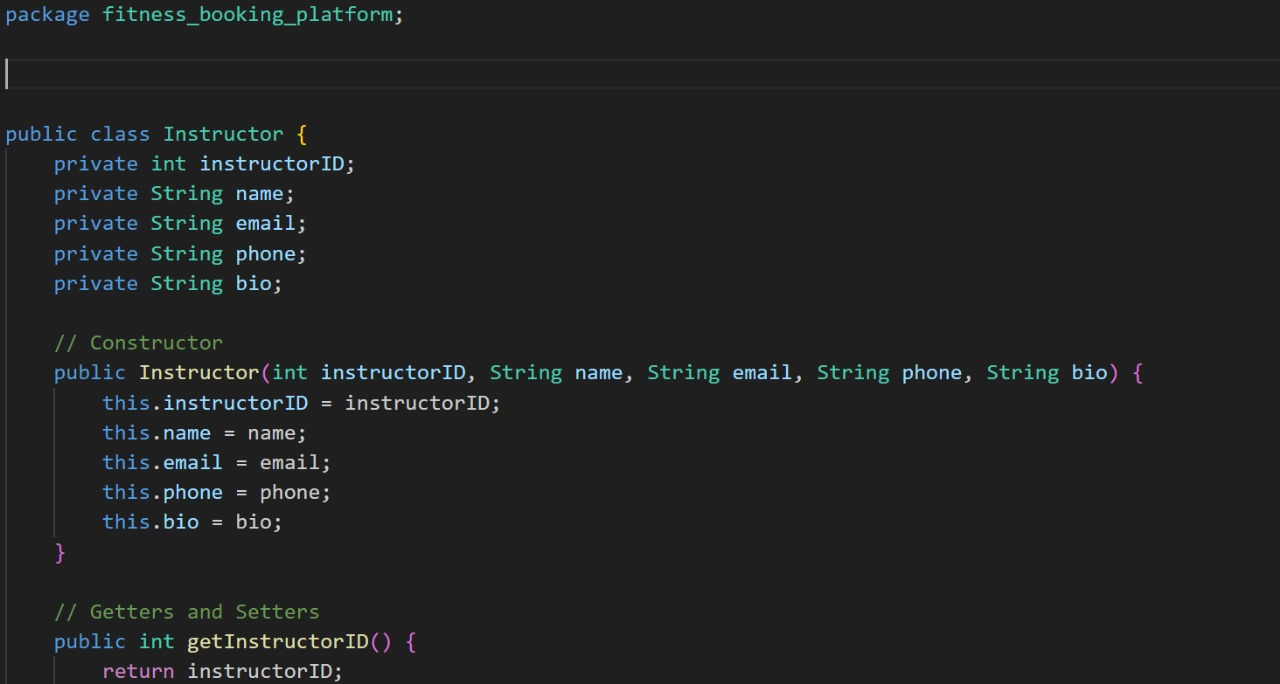 package fitness_booking_platform;
public class Instructor {
    private int instructorID;
    private String name;
    private String email;
    private String phone;
    private String bio;
    // Constructor
    public Instructor(int instructorID, String name, String email, String phone, String bio) {
        this.instructorID = instructorID;
        this.name = name;
        this.email = email;
        this.phone = phone;
        this.bio = bio;
    }
    // Getters and Setters
    public int getInstructorID() {
        return instructorID;